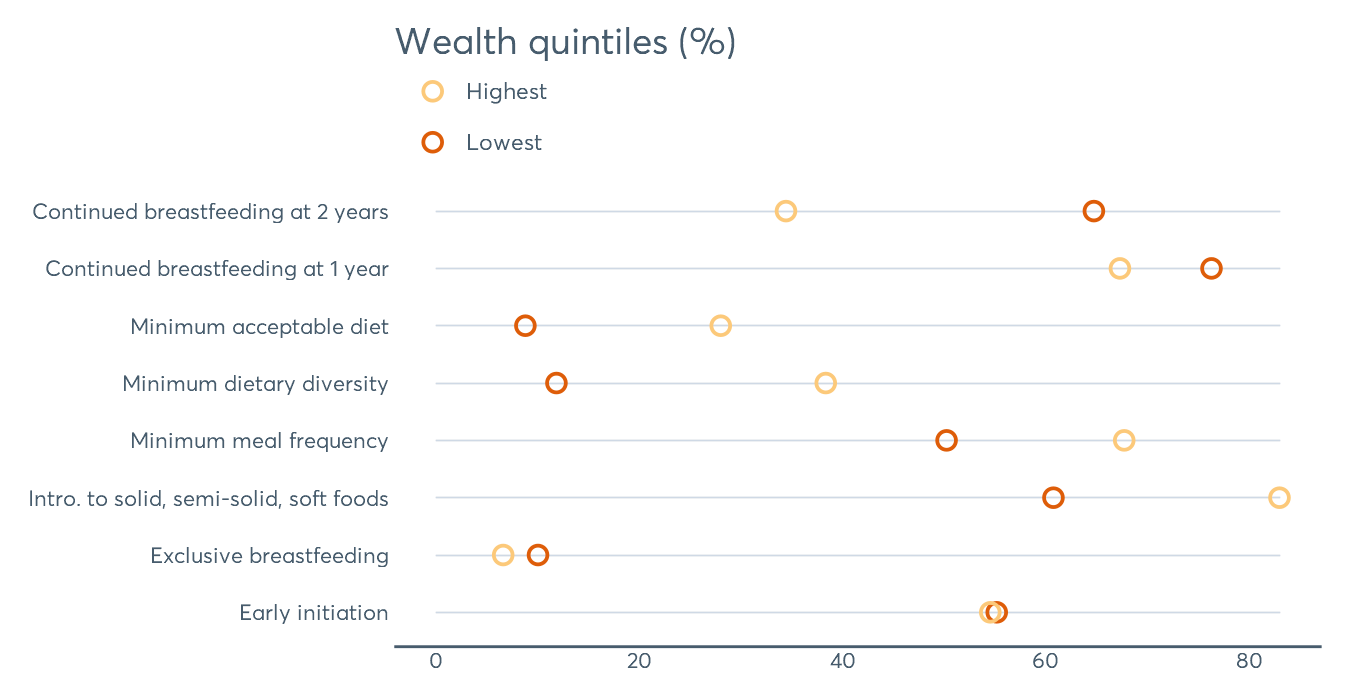 Wealth quintiles (%)
Highest
Lowest
Continued breastfeeding at 2 years
Continued breastfeeding at 1 year
Minimum acceptable diet
Minimum dietary diversity
Minimum meal frequency
Intro. to solid, semi-solid, soft foods
Exclusive breastfeeding
Early initiation
0 20 40 60 80